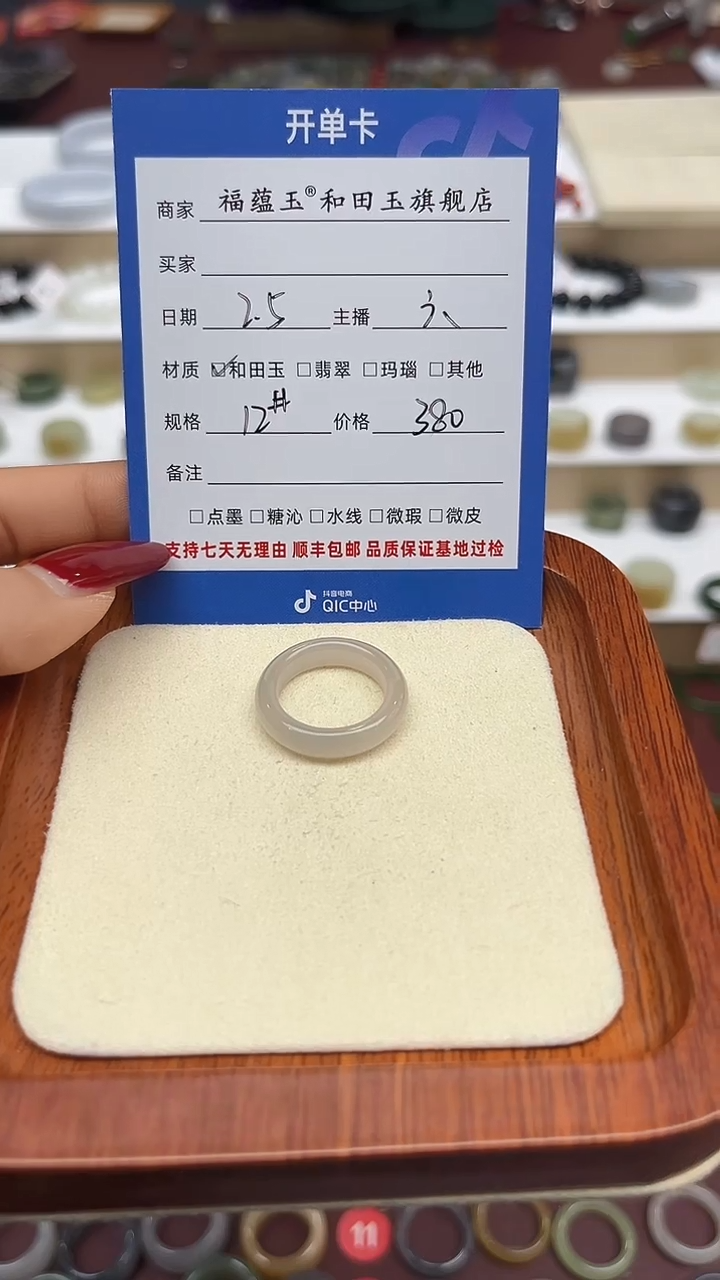 开单卡
商家 福蕴玉®和田玉旗舰店
买家
日期 2.5 主播
材质 ☑和田玉 □翡翠 □玛瑙 □其他
规格 12# 价格 380
备注
□点墨 □糖沁 □水线 □微瑕 □微皮
支持七天无理由 顺丰包邮 品质保证基地过检
抖音电商
QIC中心
11